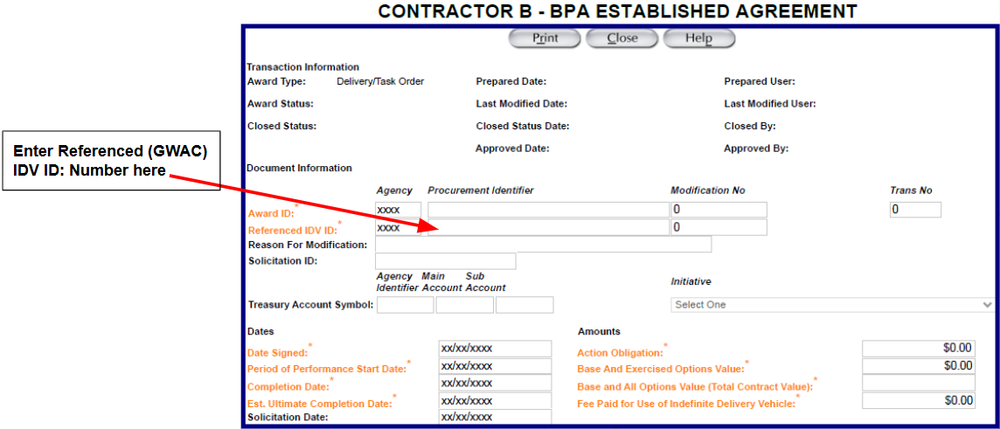 CONTRACTOR B - BPA ESTABLISHED AGREEMENT
Print Close Help
Transaction Information
Award Type: Delivery/Task Order Prepared Date: Prepared User:
Award Status: Last Modified Date: Last Modified User:
Closed Status: Closed Status Date: Closed By:
Approved Date: Approved By:
Enter Referenced (GWAC)
IDV ID: Number here
Document Information
Agency Procurement Identifier Modification No Trans No
Award ID:* xxxx 0 0
Referenced IDV ID:* xxxx 0
Reason For Modification:
Solicitation ID:
Agency Main Sub
Identifier Account Account Initiative
Treasury Account Symbol: Select One
Dates Amounts
Date Signed:* xx/xx/xxxx Action Obligation:* $0.00
Period of Performance Start Date:* xx/xx/xxxx Base And Exercised Options Value:* $0.00
Completion Date:* xx/xx/xxxx Base and All Options Value (Total Contract Value):*
Est. Ultimate Completion Date:* xx/xx/xxxx Fee Paid for Use of Indefinite Delivery Vehicle:* $0.00
Solicitation Date: xx/xx/xxxx